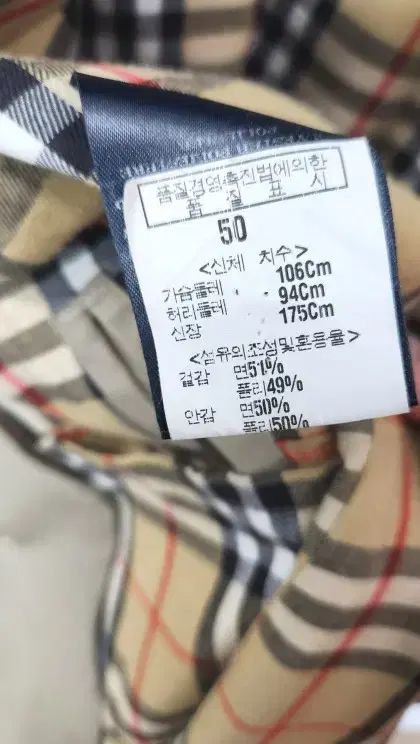 품질경영촉진법에의한
품 질 표 시
50
<신체 치수>
가슴둘레 106Cm
허리둘레 94Cm
신장 175Cm
<섬유의조성및혼용율>
겉감 면51%
폴리49%
안감 면50%
폴리50%